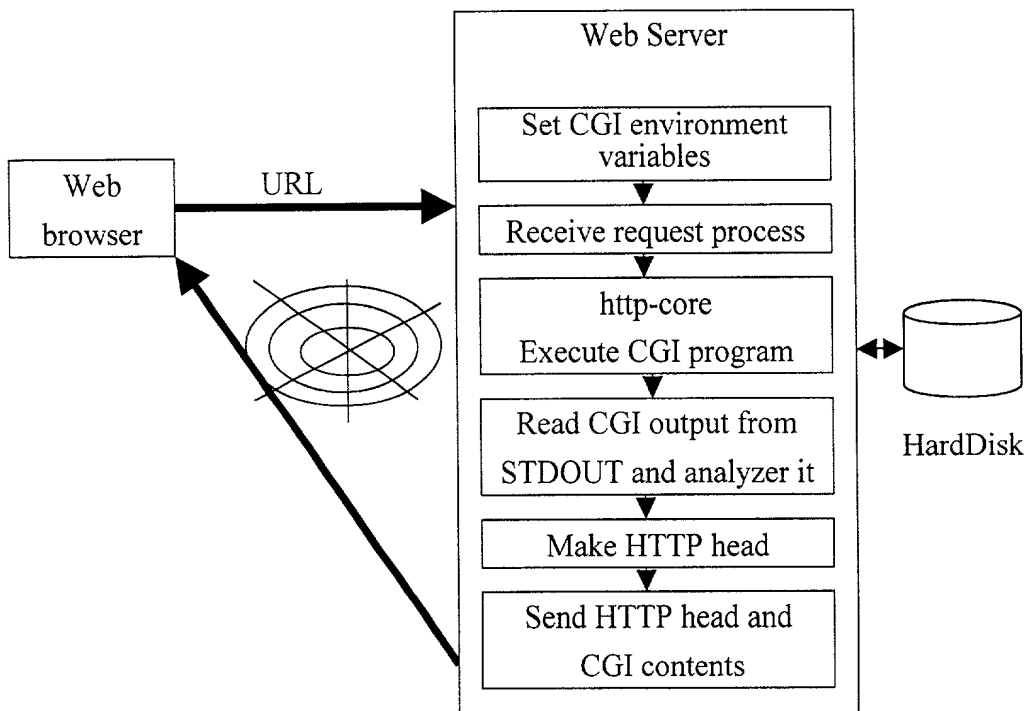 Web Server
Set CGI environment
variables
Web
browser
URL
Receive request process
http-core
Execute CGI program
Read CGI output from
STDOUT and analyzer it
HardDisk
Make HTTP head
Send HTTP head and
CGI contents